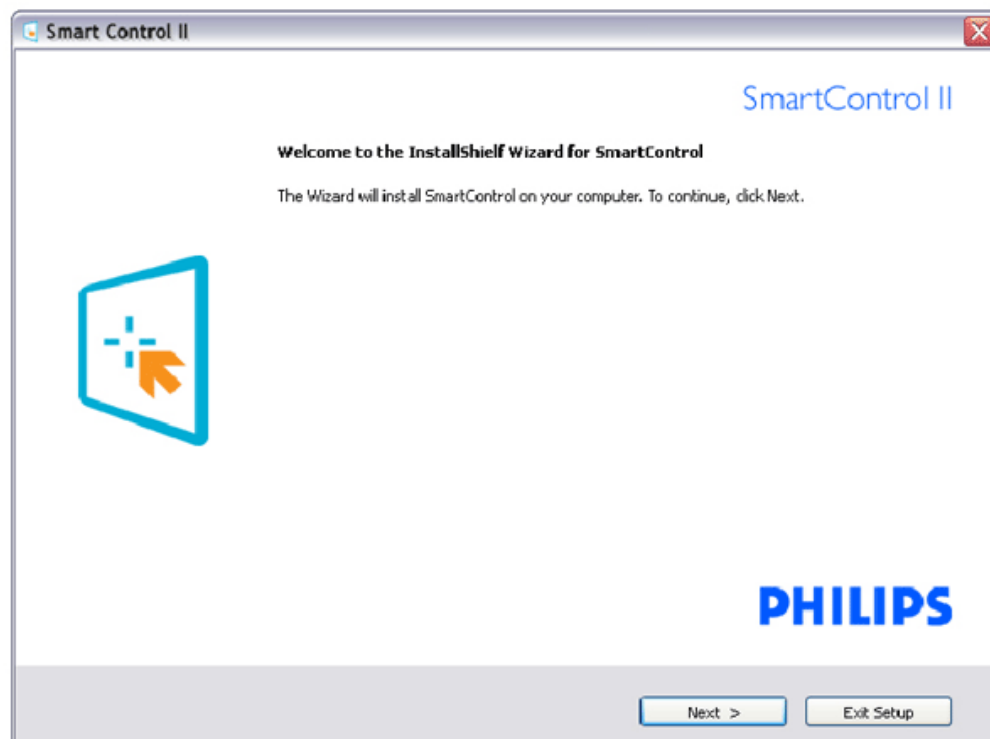 Smart Control II
SmartControl II
Welcome to the InstallShielf Wizard for SmartControl
The Wizard will install SmartControl on your computer. To continue, click Next.
PHILIPS
Next >
Exit Setup